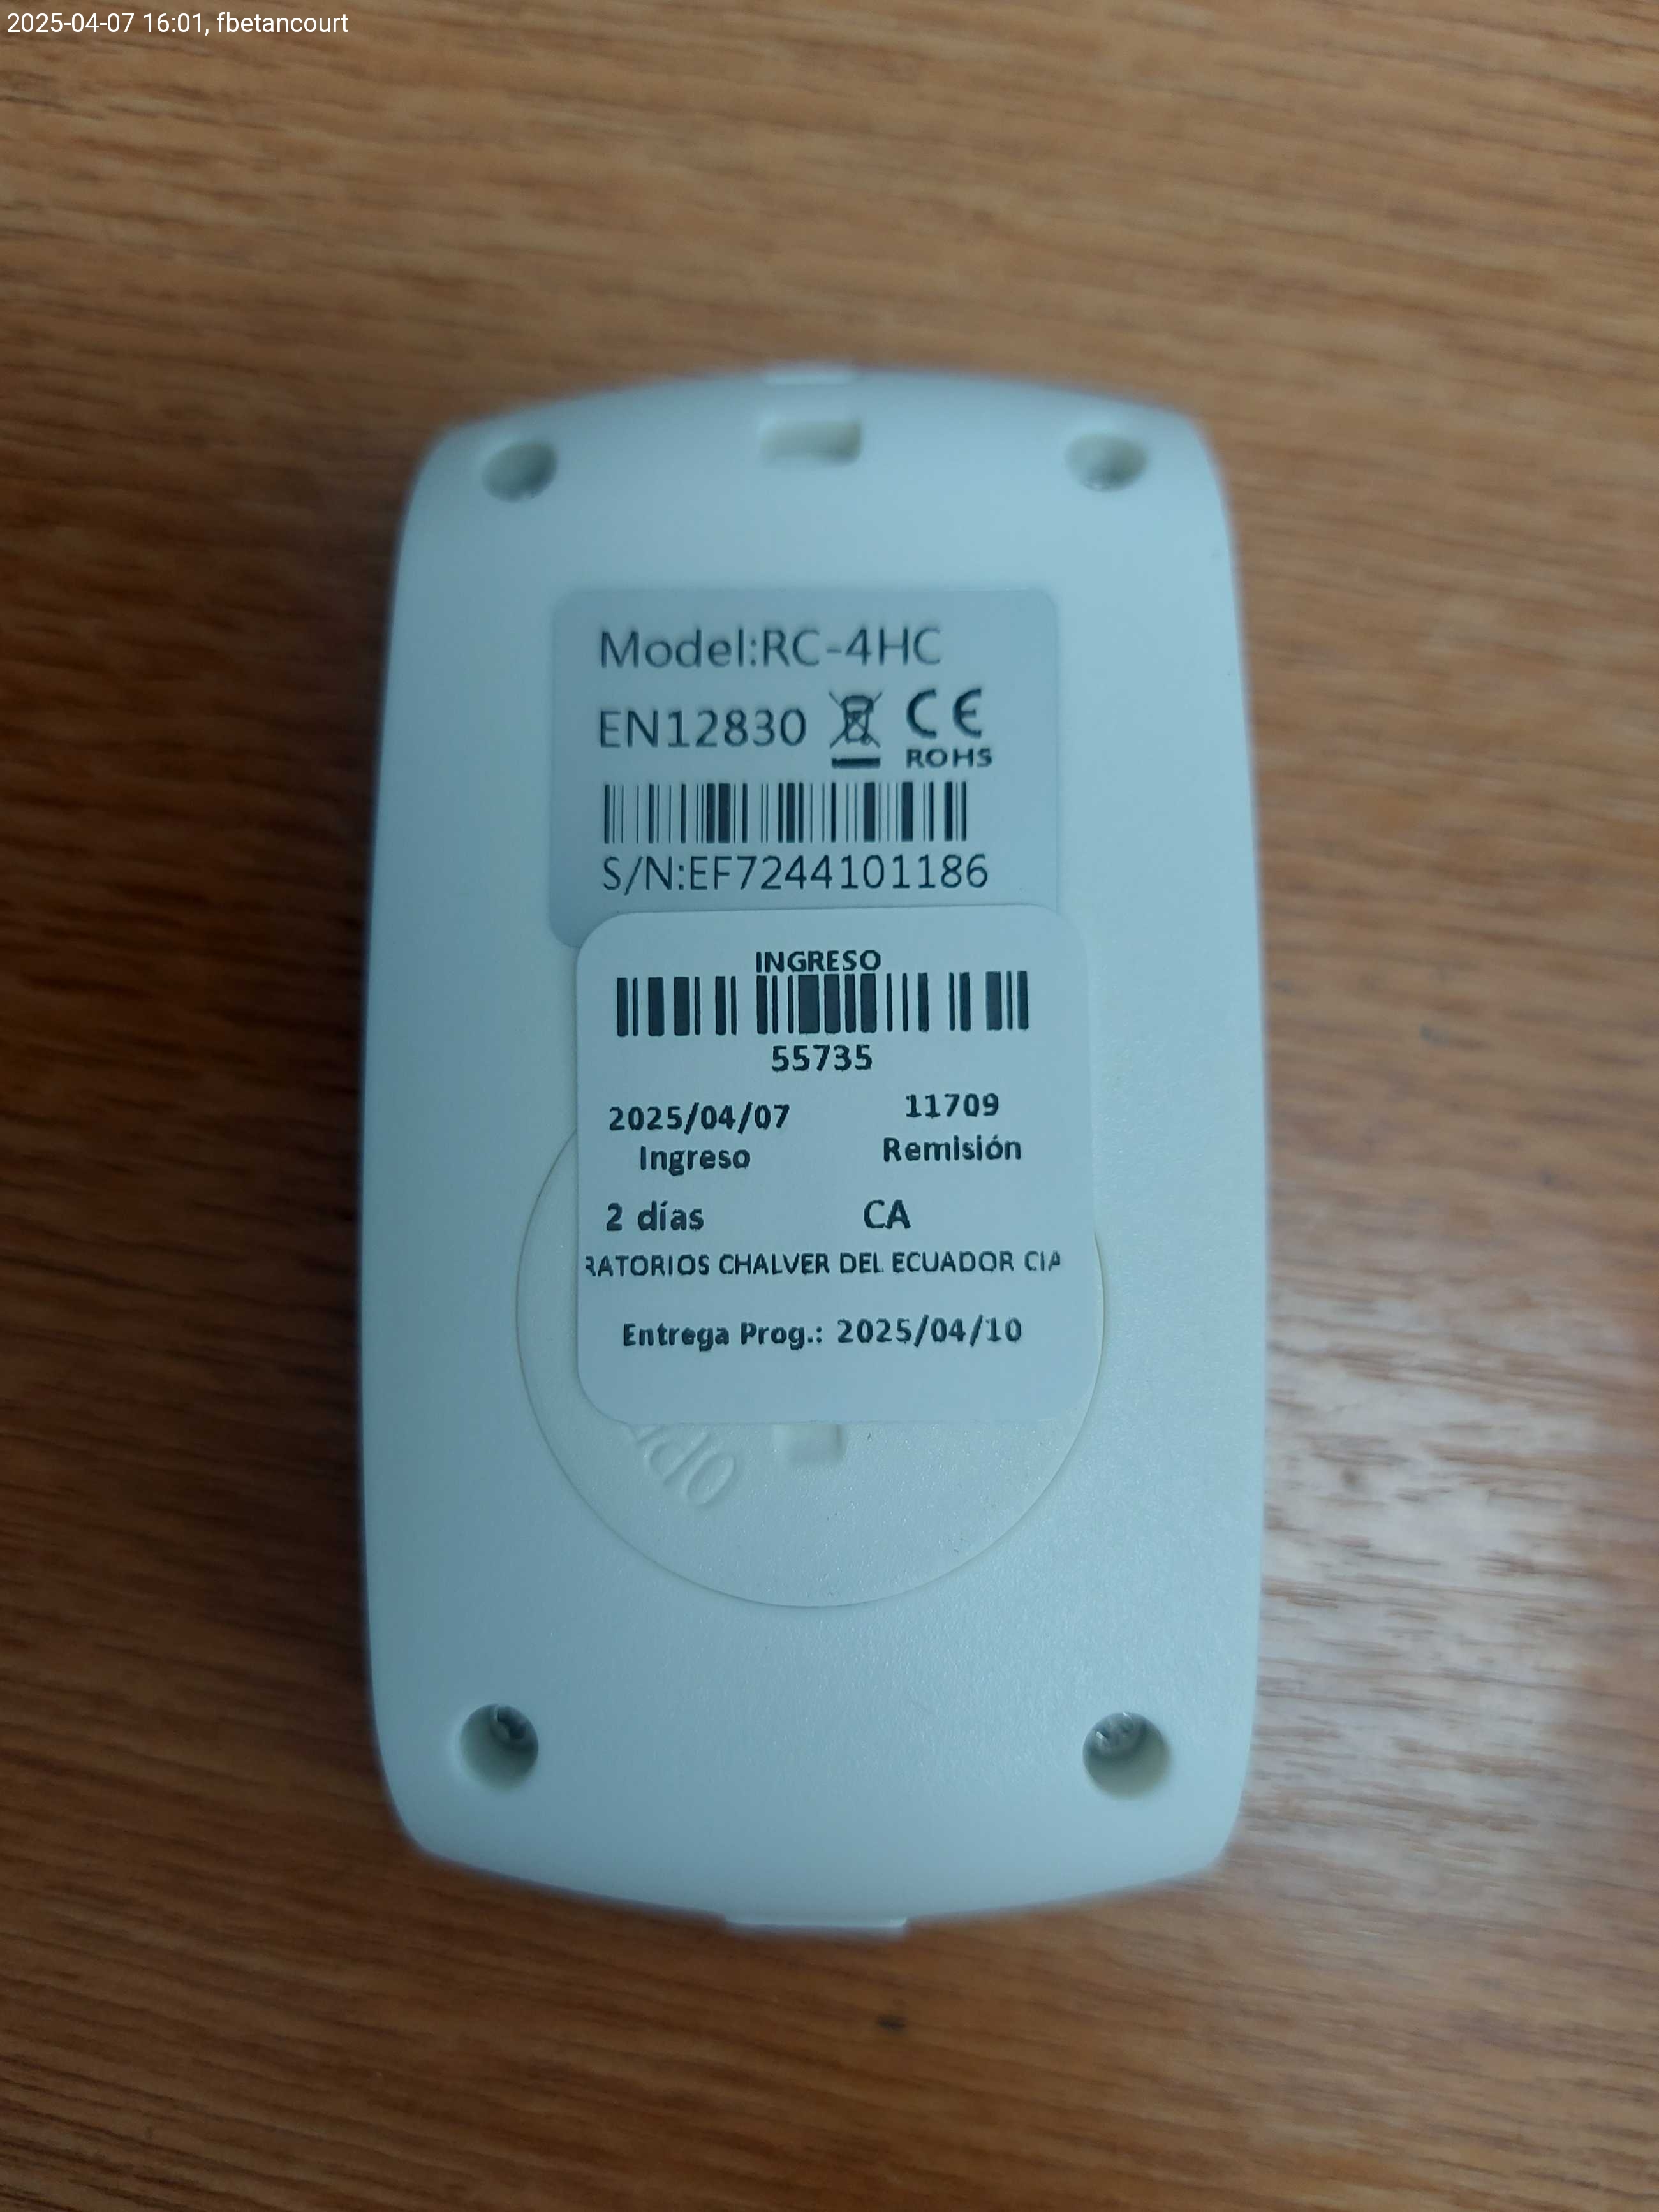 2025-04-07 16:01, fbetancourt
Model:RC-4HC
EN12830 CE
ROHS
S/N:EF7244101186
INGRESO
55735
2025/04/07 11709
Ingreso Remisión
2 días CA
RATORIOS CHALVER DEL ECUADOR CIA
Entrega Prog.: 2025/04/10